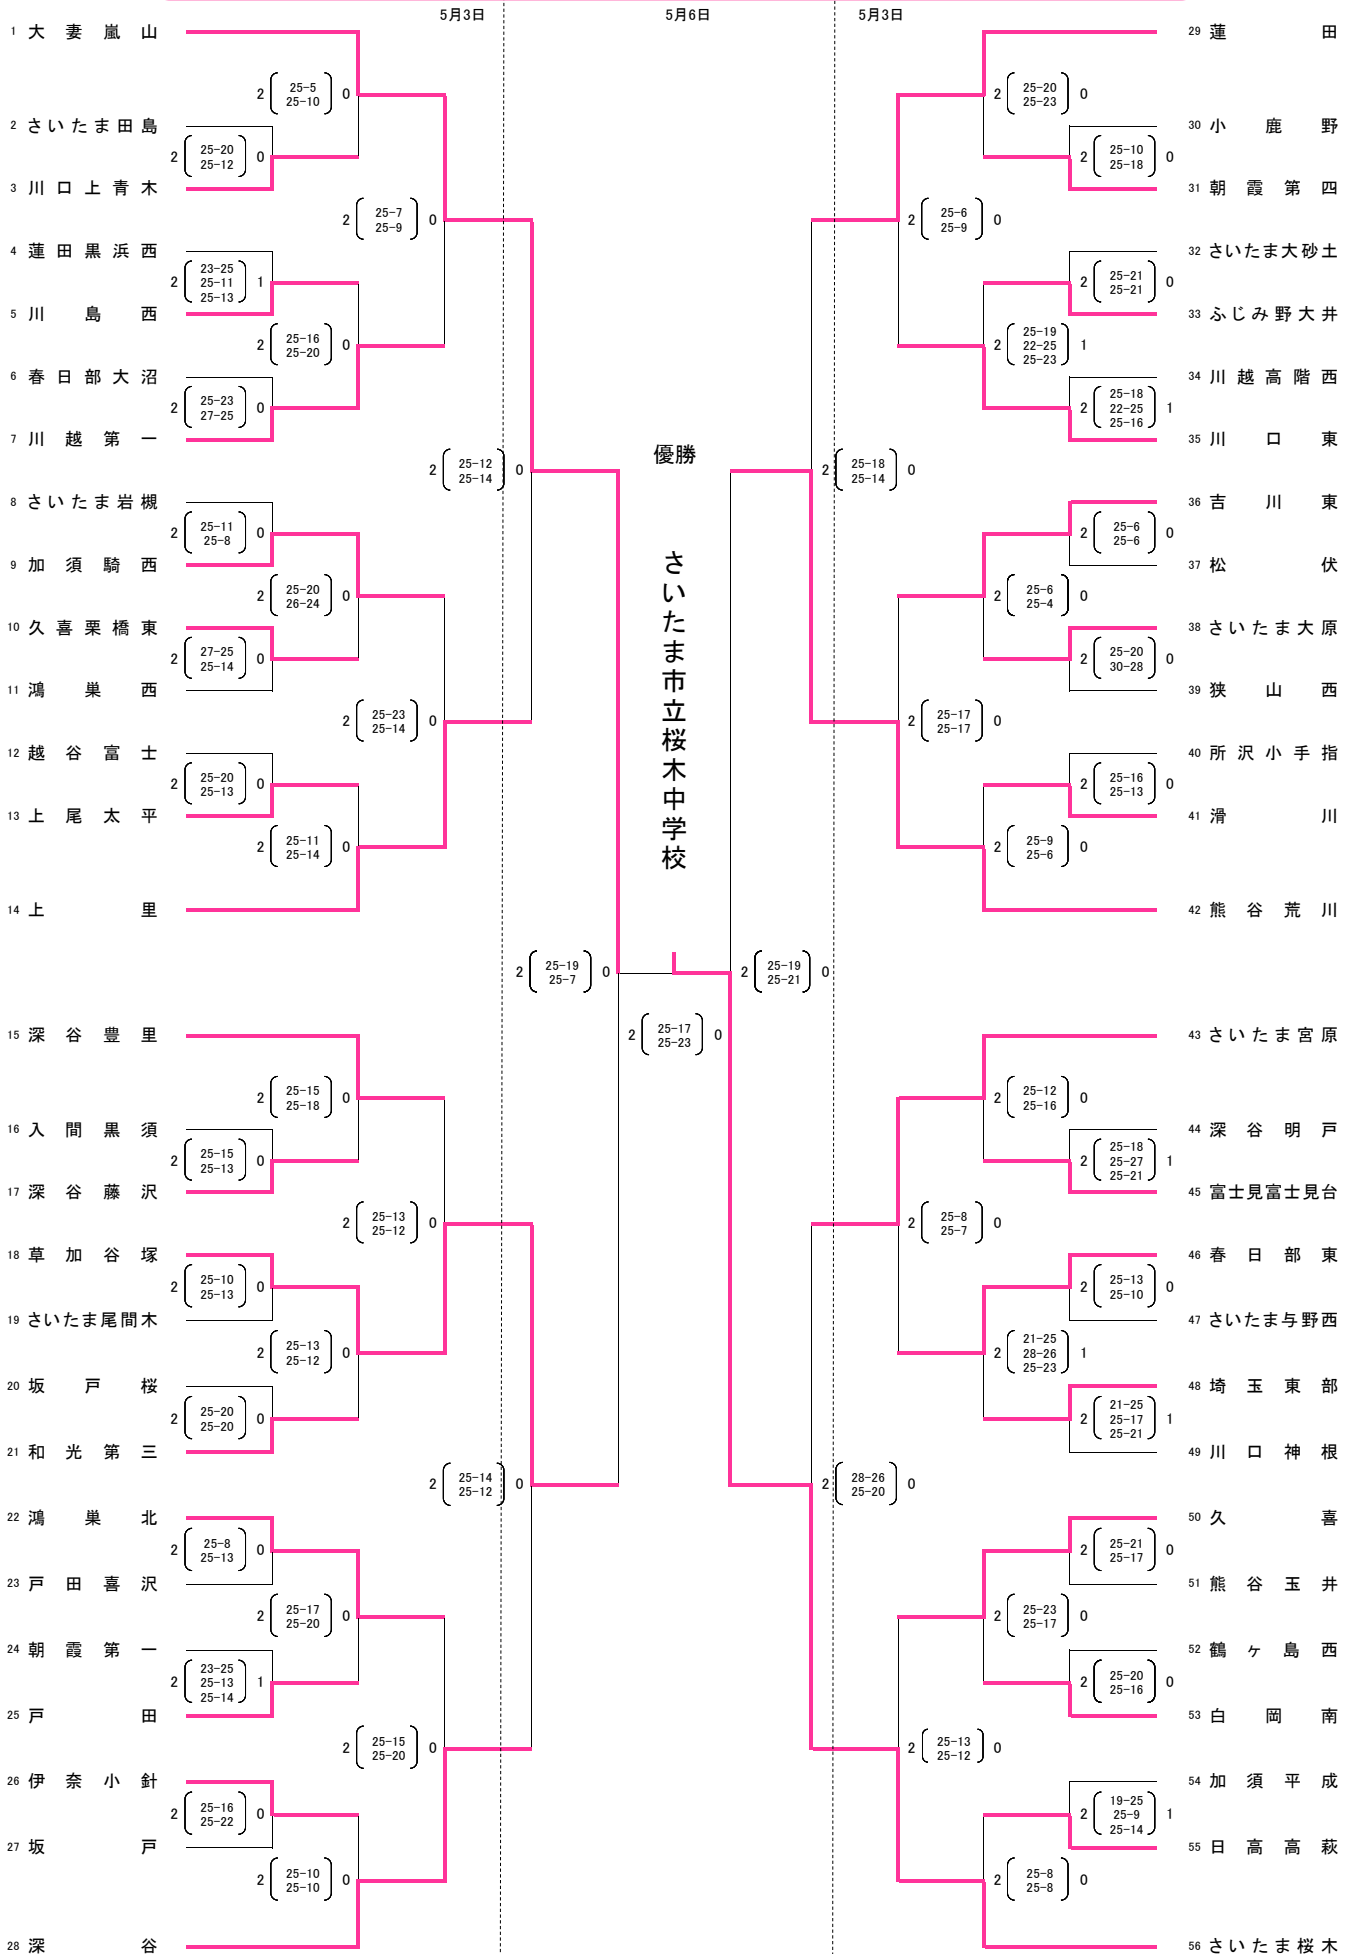 5月3日 5月6日 5月3日
1 大妻嵐山
2 25-5 25-10 0
2 さいたま田島
2 25-20 25-12 0
3 川口上青木
2 25-7 25-9 0
4 蓮田黒浜西
2 23-25 25-11 25-13 1
5 川島西
2 25-16 25-20 0
6 春日部大沼
2 25-23 27-25 0
7 川越第一
2 25-12 25-14 0
8 さいたま岩槻
2 25-11 25-8 0
9 加須騎西
2 25-20 26-24 0
10 久喜栗橋東
2 27-25 25-14 0
11 鴻巣西
2 25-23 25-14 0
12 越谷富士
2 25-20 25-13 0
13 上尾太平
2 25-11 25-14 0
14 上里
2 25-19 25-7 0
15 深谷豊里
2 25-15 25-18 0
16 入間黒須
2 25-15 25-13 0
17 深谷藤沢
2 25-13 25-12 0
18 草加谷塚
2 25-10 25-13 0
19 さいたま尾間木
2 25-13 25-12 0
20 坂戸桜
2 25-20 25-20 0
21 和光第三
2 25-14 25-12 0
22 鴻巣北
2 25-8 25-13 0
23 戸田喜沢
2 25-17 25-20 0
24 朝霞第一
2 23-25 25-13 25-14 1
25 戸田
2 25-15 25-20 0
26 伊奈小針
2 25-16 25-22 0
27 坂戸
2 25-10 25-10 0
28 深谷
優勝
さいたま市立桜木中学校
2 25-17 25-23 0
29 蓮田
2 25-20 25-23 0
30 小鹿野
2 25-10 25-18 0
31 朝霞第四
2 25-6 25-9 0
32 さいたま大砂土
2 25-21 25-21 0
33 ふじみ野大井
2 25-19 22-25 25-23 1
34 川越高階西
2 25-18 22-25 25-16 1
35 川口東
2 25-18 25-14 0
36 吉川東
2 25-6 25-6 0
37 松伏
2 25-6 25-4 0
38 さいたま大原
2 25-20 30-28 0
39 狭山西
2 25-17 25-17 0
40 所沢小手指
2 25-16 25-13 0
41 滑川
2 25-9 25-6 0
42 熊谷荒川
2 25-19 25-21 0
43 さいたま宮原
2 25-12 25-16 0
44 深谷明戸
2 25-18 25-27 25-21 1
45 富士見富士見台
2 25-8 25-7 0
46 春日部東
2 25-13 25-10 0
47 さいたま与野西
2 21-25 28-26 25-23 1
48 埼玉東部
2 21-25 25-17 25-21 1
49 川口神根
2 28-26 25-20 0
50 久喜
2 25-21 25-17 0
51 熊谷玉井
2 25-23 25-17 0
52 鶴ヶ島西
2 25-20 25-16 0
53 白岡南
2 25-13 25-12 0
54 加須平成
2 19-25 25-9 25-14 1
55 日高高萩
2 25-8 25-8 0
56 さいたま桜木